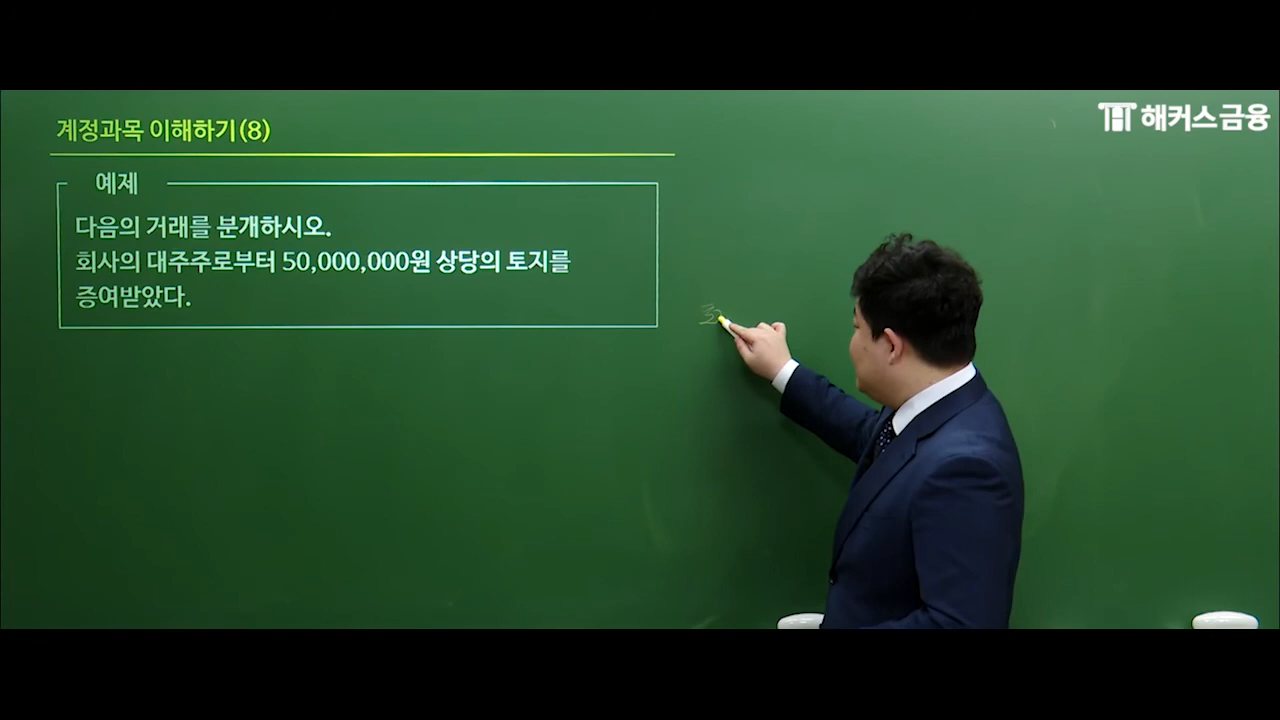 계정과목 이해하기(8)
해커스금융
예제
다음의 거래를 분개하시오.
회사의 대주주로부터 50,000,000원 상당의 토지를
증여받았다.